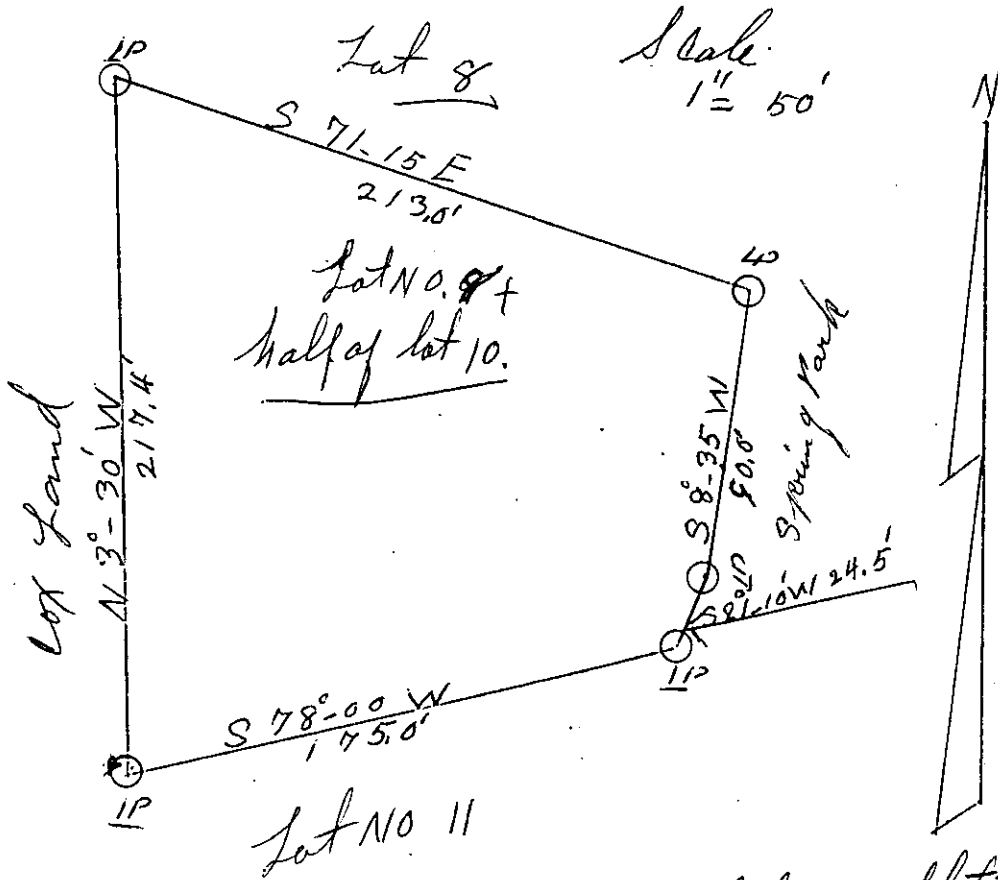 IP
Lot 8
Scale
1" = 50'
N
S 71-15 E
213.0'
IP
Lot NO. 9 +
half of lot 10.
Cox Land
N 3°-30' W
217.4'
S 8°-35 W
90.0'
Spring Park
IP
24.5'
IP
S 78°-00 W
175.0'
IP
Lot NO 11